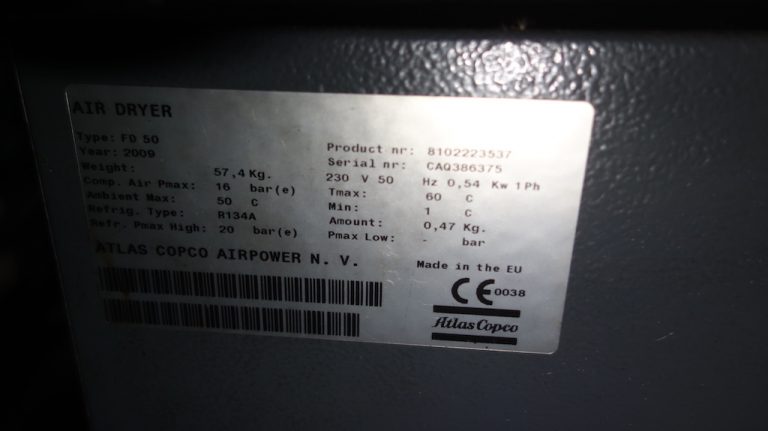 AIR DRYER
Type: FD 50
Year: 2009
Product nr: 8102223537
Weight: 57,4Kg.
Serial nr: CAQ386375
Comp. Air Pmax: 16 bar(e)
230 V 50 Hz 0,54 Kw 1Ph
Ambient Max: 50 C
Tmax: 60 C
Refrig. Type: R134A
Min: 1 C
Refr. Pmax High: 20 bar(e)
Amount: 0,47 Kg.
Pmax Low: - bar
ATLAS COPCO AIRPOWER N. V.
Made in the EU
CE 0038
Atlas Copco